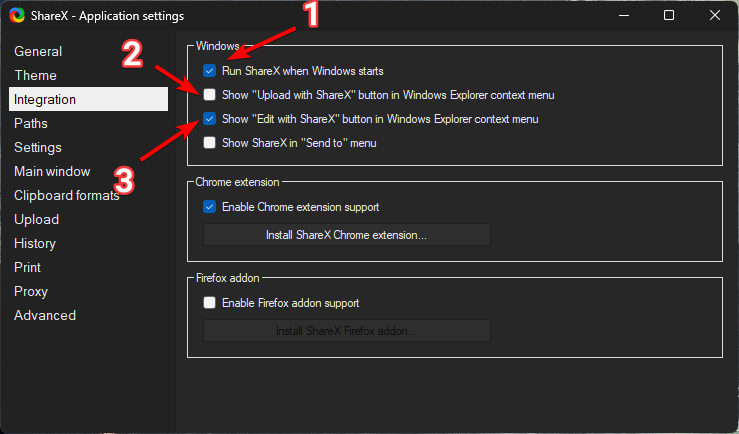 ShareX - Application settings
1
General
Theme
Integration
Paths
Settings
Main window
Clipboard formats
Upload
History
Print
Proxy
Advanced
Windows
2
Run ShareX when Windows starts
Show "Upload with ShareX" button in Windows Explorer context menu
Show "Edit with ShareX" button in Windows Explorer context menu
3
Show ShareX in "Send to" menu
Chrome extension
Enable Chrome extension support
Install ShareX Chrome extension...
Firefox addon
Enable Firefox addon support
Install ShareX Firefox addon...